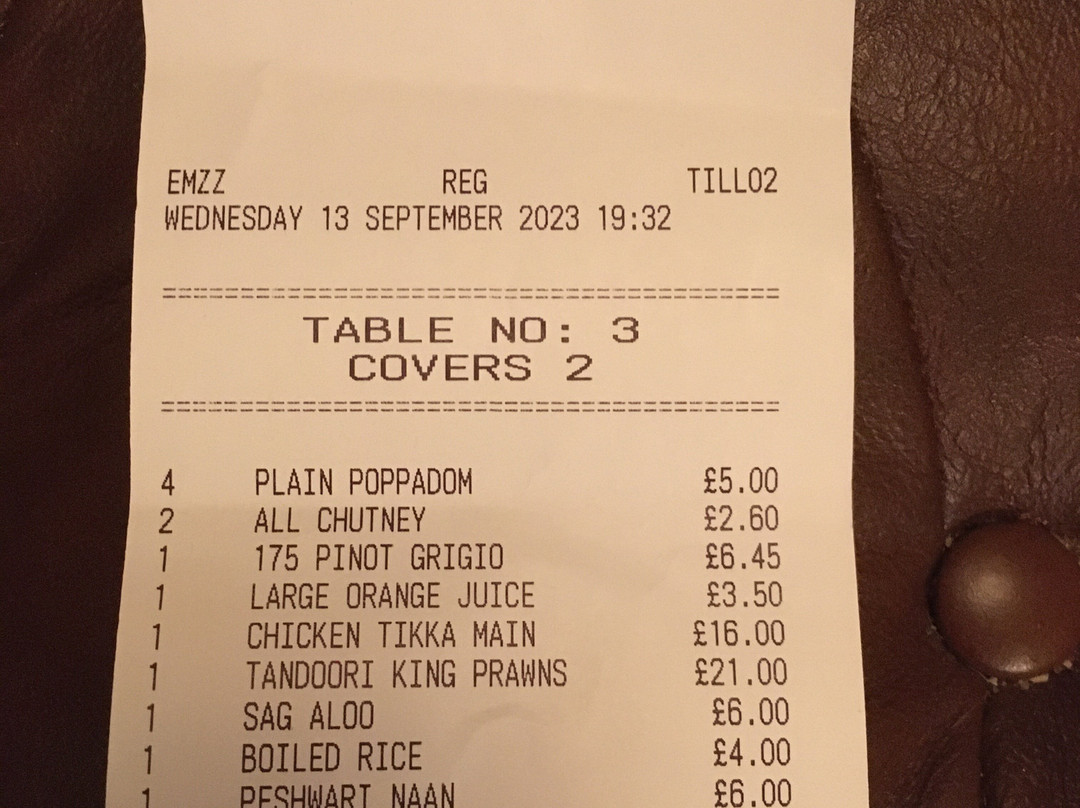 EMZZ REG TILL02
WEDNESDAY 13 SEPTEMBER 2023 19:32
========================================
TABLE NO: 3
COVERS 2
========================================
4 PLAIN POPPADOM £5.00
2 ALL CHUTNEY £2.60
1 175 PINOT GRIGIO £6.45
1 LARGE ORANGE JUICE £3.50
1 CHICKEN TIKKA MAIN £16.00
1 TANDOORI KING PRAWNS £21.00
1 SAG ALOO £6.00
1 BOILED RICE £4.00
1 PESHWARI NAAN £6.00